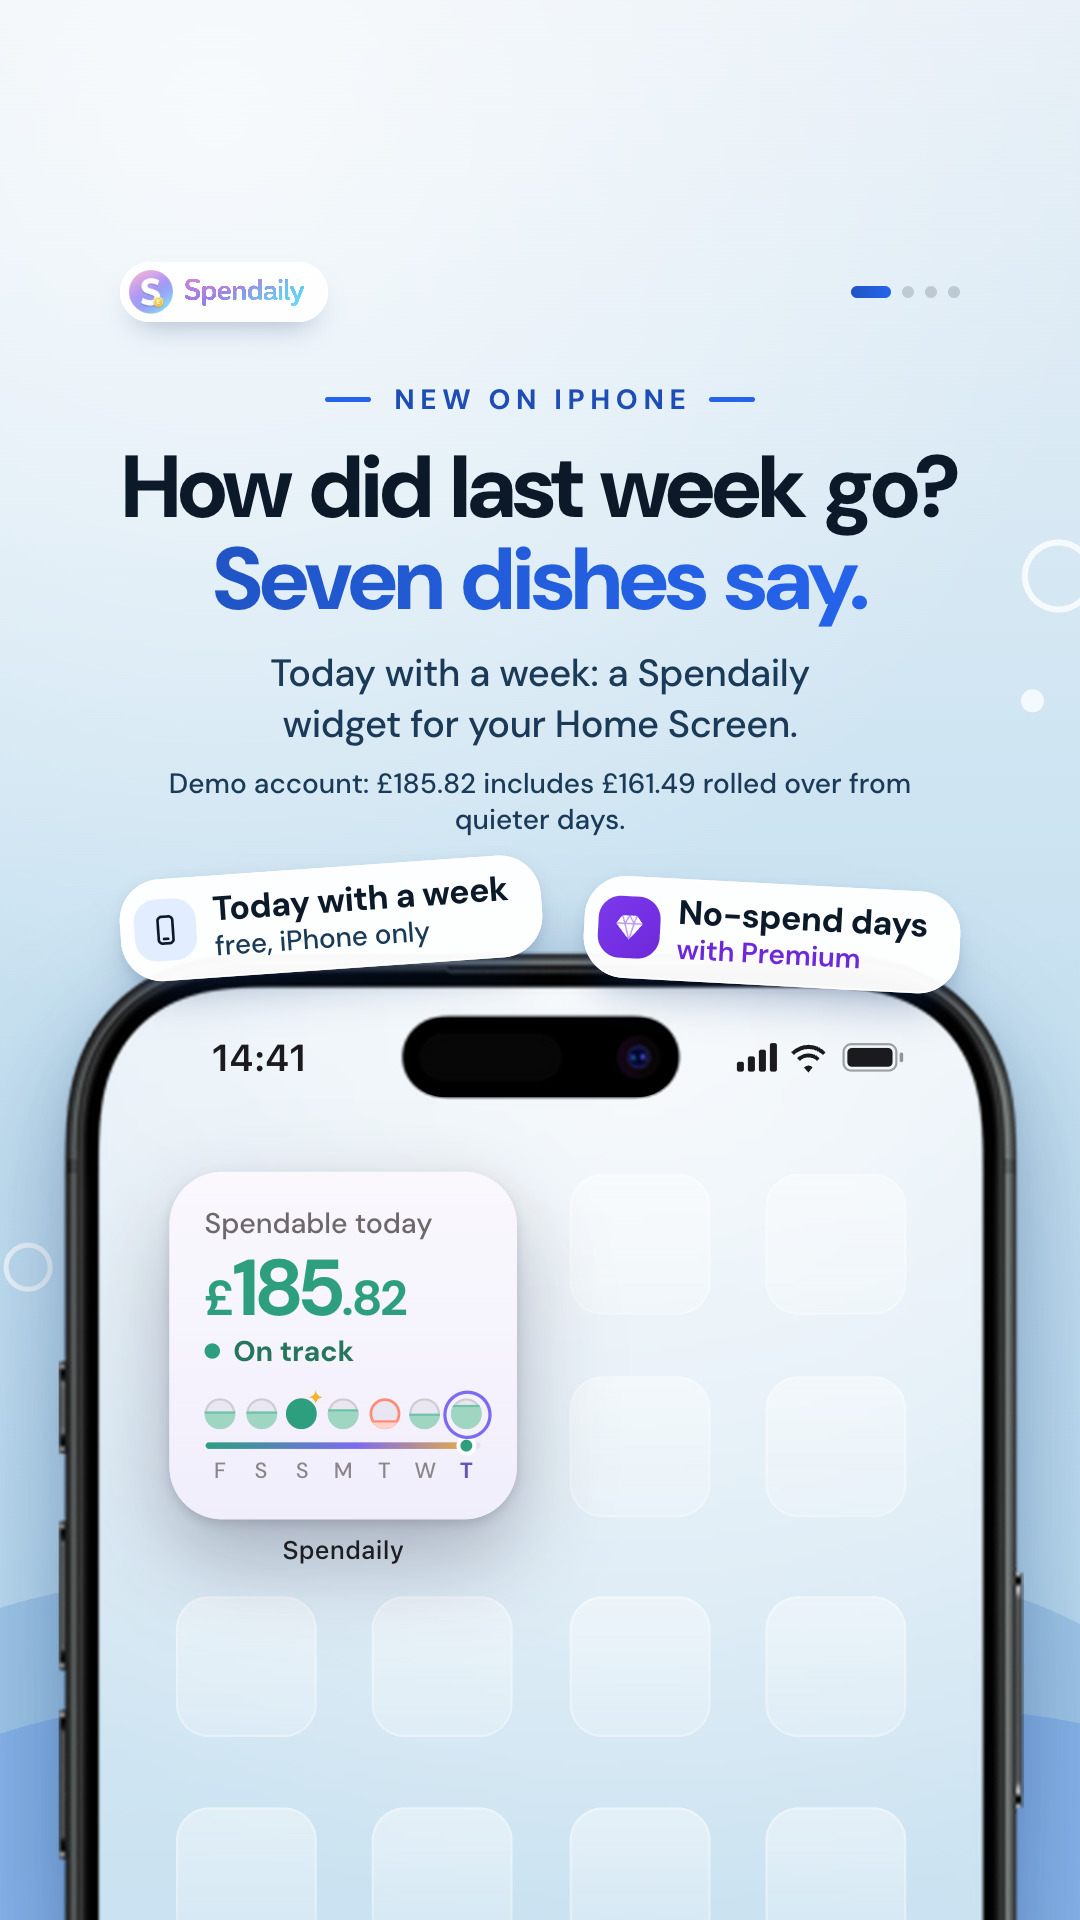 Spendaily
NEW ON IPHONE
How did last week go?
Seven dishes say.
Today with a week: a Spendaily
widget for your Home Screen.
Demo account: £185.82 includes £161.49 rolled over from
quieter days.
Today with a week
free, iPhone only
No-spend days
with Premium
14:41
Spendable today
£185.82
On track
F S S M T W T
Spendaily